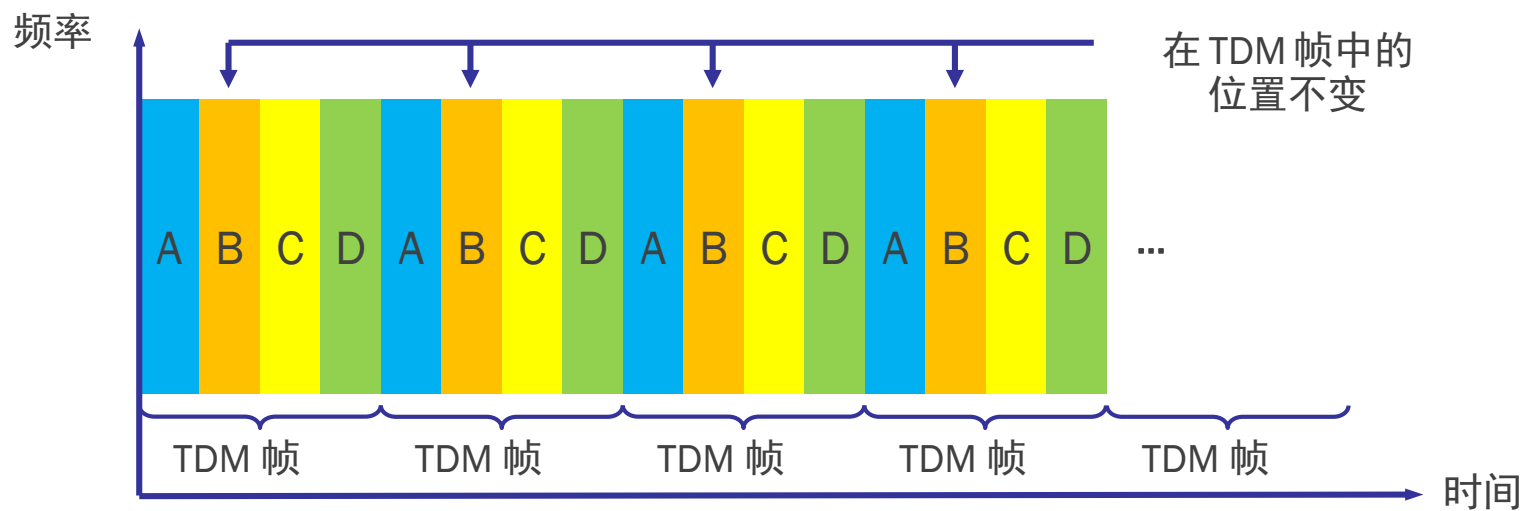 频率
在 TDM 帧中的
位置不变
A B C D A B C D A B C D A B C D ...
TDM 帧 TDM 帧 TDM 帧 TDM 帧 TDM 帧
时间